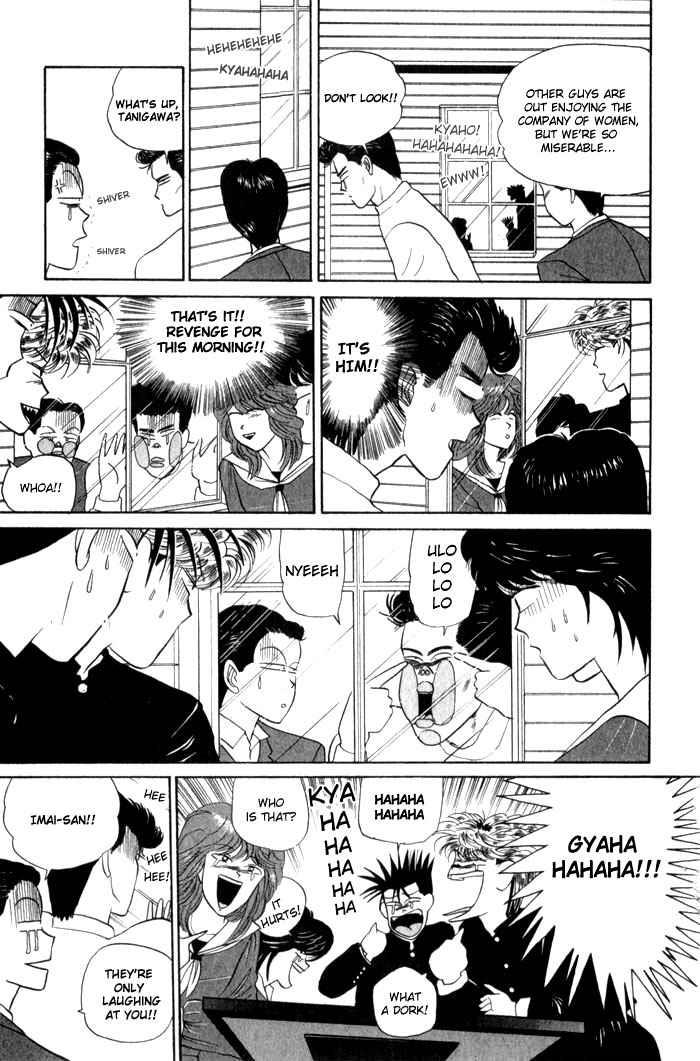 OTHER GUYS ARE
OUT ENJOYING THE
COMPANY OF WOMEN,
BUT WE'RE SO
MISERABLE...
DON'T LOOK!!
KYAHO!
HAHAHAHAHA!
EWWW!
HEHEHEHEHE
KYAHAHAHA
WHAT'S UP,
TANIGAWA?
SHIVER
SHIVER
IT'S
HIM!!
THAT'S IT!!
REVENGE FOR
THIS MORNING!!
WHOA!!
ULO
LO
LO
LO
NYEEEH
GYAHA
HAHAHA!!!
HAHAHA
HAHAHA
KYA
HA
HA
HA
HA
HA
WHO
IS THAT?
IT
HURTS!
WHAT
A DORK!
HEE
HEE
HEE!
IMAI-SAN!!
THEY'RE
ONLY
LAUGHING
AT YOU!!